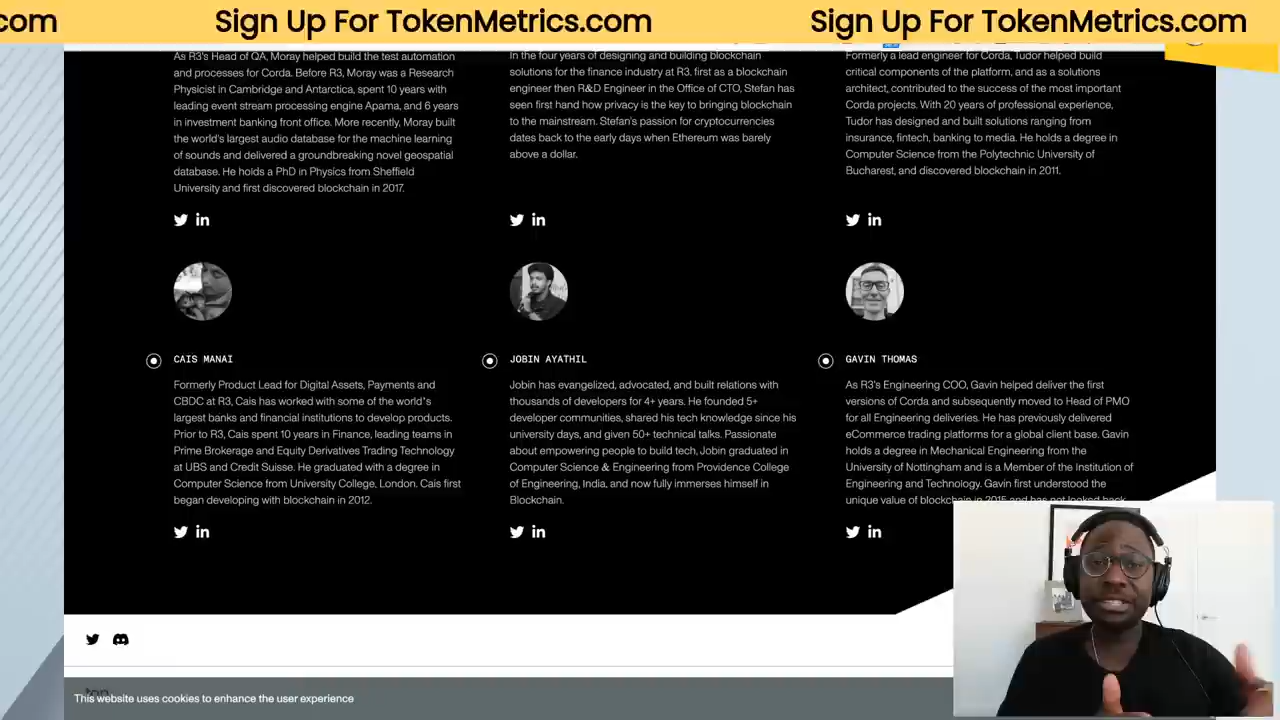 com
Sign Up For TokenMetrics.com
Sign Up For TokenMetrics.com
As R3's Head of QA, Moray helped build the test automation
and processes for Corda. Before R3, Moray was a Research
Physicist in Cambridge and Antarctica, spent 10 years with
leading event stream processing engine Apama, and 6 years
in investment banking front office. More recently, Moray built
the world's largest audio database for the machine learning
of sounds and delivered a groundbreaking novel geospatial
database. He holds a PhD in Physics from Sheffield
University and first discovered blockchain in 2017.
In the four years of designing and building blockchain
solutions for the finance industry at R3, first as a blockchain
engineer then R&D Engineer in the Office of CTO, Stefan has
seen first hand how privacy is the key to bringing blockchain
to the mainstream. Stefan's passion for cryptocurrencies
dates back to the early days when Ethereum was barely
above a dollar.
Formerly a lead engineer for Corda, Tudor helped build
critical components of the platform, and as a solutions
architect, contributed to the success of the most important
Corda projects. With 20 years of professional experience,
Tudor has designed and built solutions ranging from
insurance, fintech, banking to media. He holds a degree in
Computer Science from the Polytechnic University of
Bucharest, and discovered blockchain in 2011.
CAIS MANAI
Formerly Product Lead for Digital Assets, Payments and
CBDC at R3, Cais has worked with some of the world's
largest banks and financial institutions to develop products.
Prior to R3, Cais spent 10 years in Finance, leading teams in
Prime Brokerage and Equity Derivatives Trading Technology
at UBS and Credit Suisse. He graduated with a degree in
Computer Science from University College, London. Cais first
began developing with blockchain in 2012.
JOBIN AYATHIL
Jobin has evangelized, advocated, and built relations with
thousands of developers for 4+ years. He founded 5+
developer communities, shared his tech knowledge since his
university days, and given 50+ technical talks. Passionate
about empowering people to build tech, Jobin graduated in
Computer Science & Engineering from Providence College
of Engineering, India, and now fully immerses himself in
Blockchain.
GAVIN THOMAS
As R3's Engineering COO, Gavin helped deliver the first
versions of Corda and subsequently moved to Head of PMO
for all Engineering deliveries. He has previously delivered
eCommerce trading platforms for a global client base. Gavin
holds a degree in Mechanical Engineering from the
University of Nottingham and is a Member of the Institution of
Engineering and Technology. Gavin first understood the
unique value of blockchain in 2015 and has not looked back
This website uses cookies to enhance the user experience